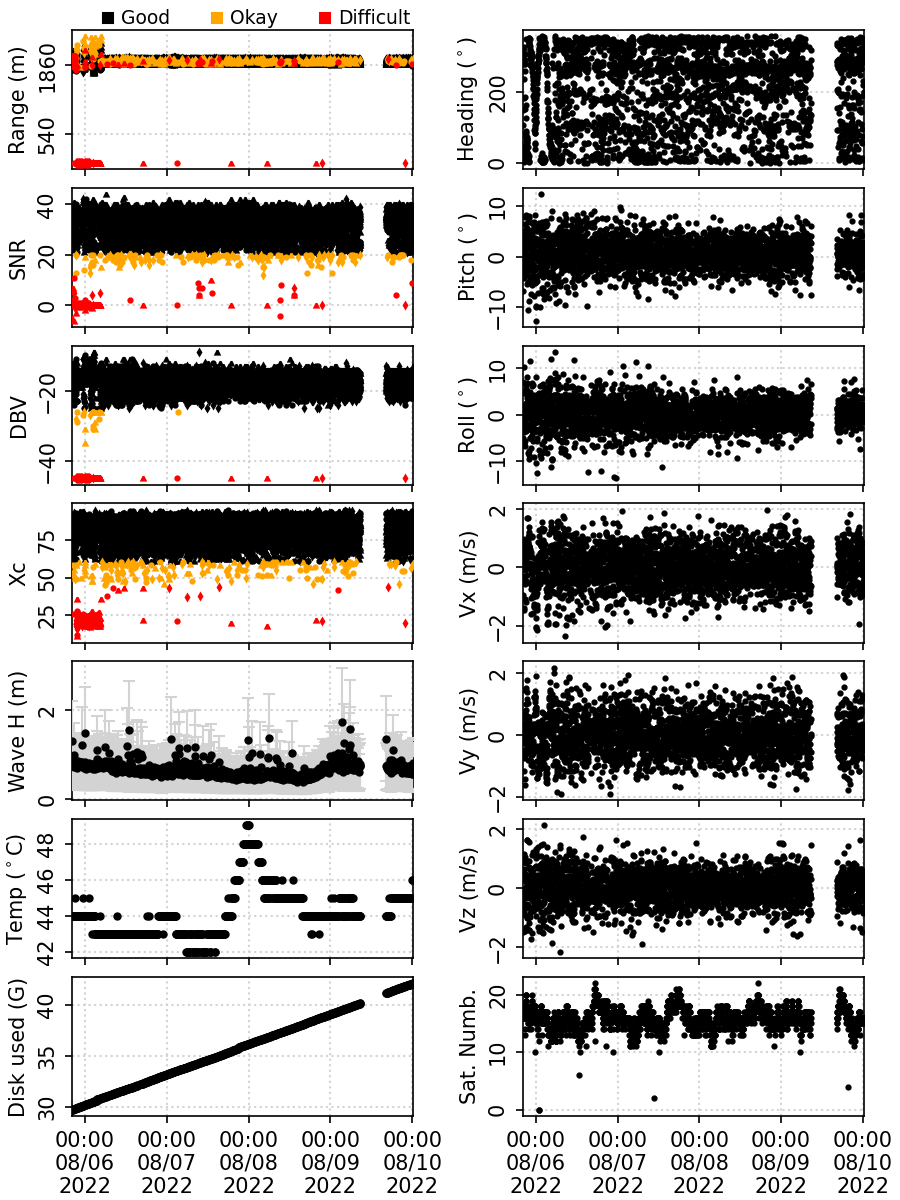 Good Okay Difficult
Range (m)
1860
540
Heading (°)
200
0
SNR
40
20
0
Pitch (°)
10
0
−10
DBV
−20
−40
Roll (°)
10
0
−10
Xc
75
50
25
Vx (m/s)
2
0
−2
Wave H (m)
2
0
Vy (m/s)
2
0
−2
Temp (°C)
48
46
44
42
Vz (m/s)
2
0
−2
Disk used (G)
40
35
30
Sat. Numb.
20
10
0
00:00 00:00 00:00 00:00 00:00
08/06 08/07 08/08 08/09 08/10
2022 2022 2022 2022 2022
00:00 00:00 00:00 00:00 00:00
08/06 08/07 08/08 08/09 08/10
2022 2022 2022 2022 2022